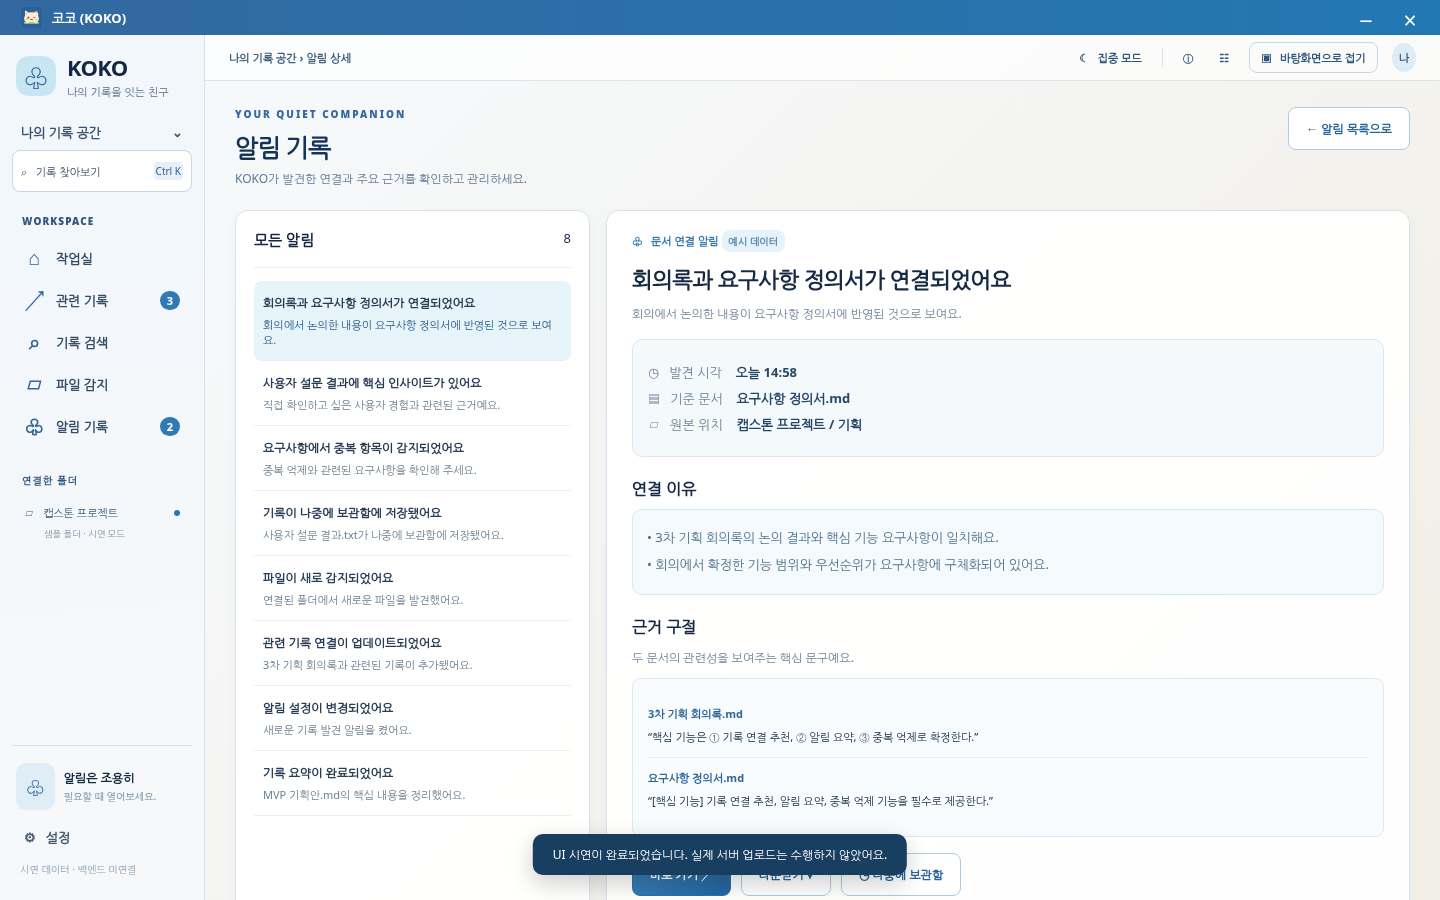 코코 (KOKO)
KOKO
나의 기록을 잇는 친구
나의 기록 공간
기록 찾아보기 Ctrl K
WORKSPACE
작업실
관련 기록 3
기록 검색
파일 감지
알림 기록 2
연결한 폴더
캡스톤 프로젝트
샘플 폴더 · 시연 모드
알림은 조용히
필요할 때 열어보세요.
설정
시연 데이터 · 백엔드 미연결
나의 기록 공간 › 알림 상세
집중 모드
바탕화면으로 접기
나
YOUR QUIET COMPANION
알림 기록
KOKO가 발견한 연결과 주요 근거를 확인하고 관리하세요.
← 알림 목록으로
모든 알림 8
회의록과 요구사항 정의서가 연결되었어요
회의에서 논의한 내용이 요구사항 정의서에 반영된 것으로 보여
요.
사용자 설문 결과에 핵심 인사이트가 있어요
직접 확인하고 싶은 사용자 경험과 관련된 근거예요.
요구사항에서 중복 항목이 감지되었어요
중복 억제와 관련된 요구사항을 확인해 주세요.
기록이 나중에 보관함에 저장됐어요
사용자 설문 결과.txt가 나중에 보관함에 저장됐어요.
파일이 새로 감지되었어요
연결된 폴더에서 새로운 파일을 발견했어요.
관련 기록 연결이 업데이트되었어요
3차 기획 회의록과 관련된 기록이 추가됐어요.
알림 설정이 변경되었어요
새로운 기록 발견 알림을 켰어요.
기록 요약이 완료되었어요
MVP 기획안.md의 핵심 내용을 정리했어요.
문서 연결 알림 예시 데이터
회의록과 요구사항 정의서가 연결되었어요
회의에서 논의한 내용이 요구사항 정의서에 반영된 것으로 보여요.
발견 시각 오늘 14:58
기준 문서 요구사항 정의서.md
원본 위치 캡스톤 프로젝트 / 기획
연결 이유
• 3차 기획 회의록의 논의 결과와 핵심 기능 요구사항이 일치해요.
• 회의에서 확정한 기능 범위와 우선순위가 요구사항에 구체화되어 있어요.
근거 구절
두 문서의 관련성을 보여주는 핵심 문구예요.
3차 기획 회의록.md
“핵심 기능은 ① 기록 연결 추천, ② 알림 요약, ③ 중복 억제로 확정한다.”
요구사항 정의서.md
“[핵심 기능] 기록 연결 추천, 알림 요약, 중복 억제 기능을 필수로 제공한다.”
UI 시연이 완료되었습니다. 실제 서버 업로드는 수행하지 않았어요.
보관함